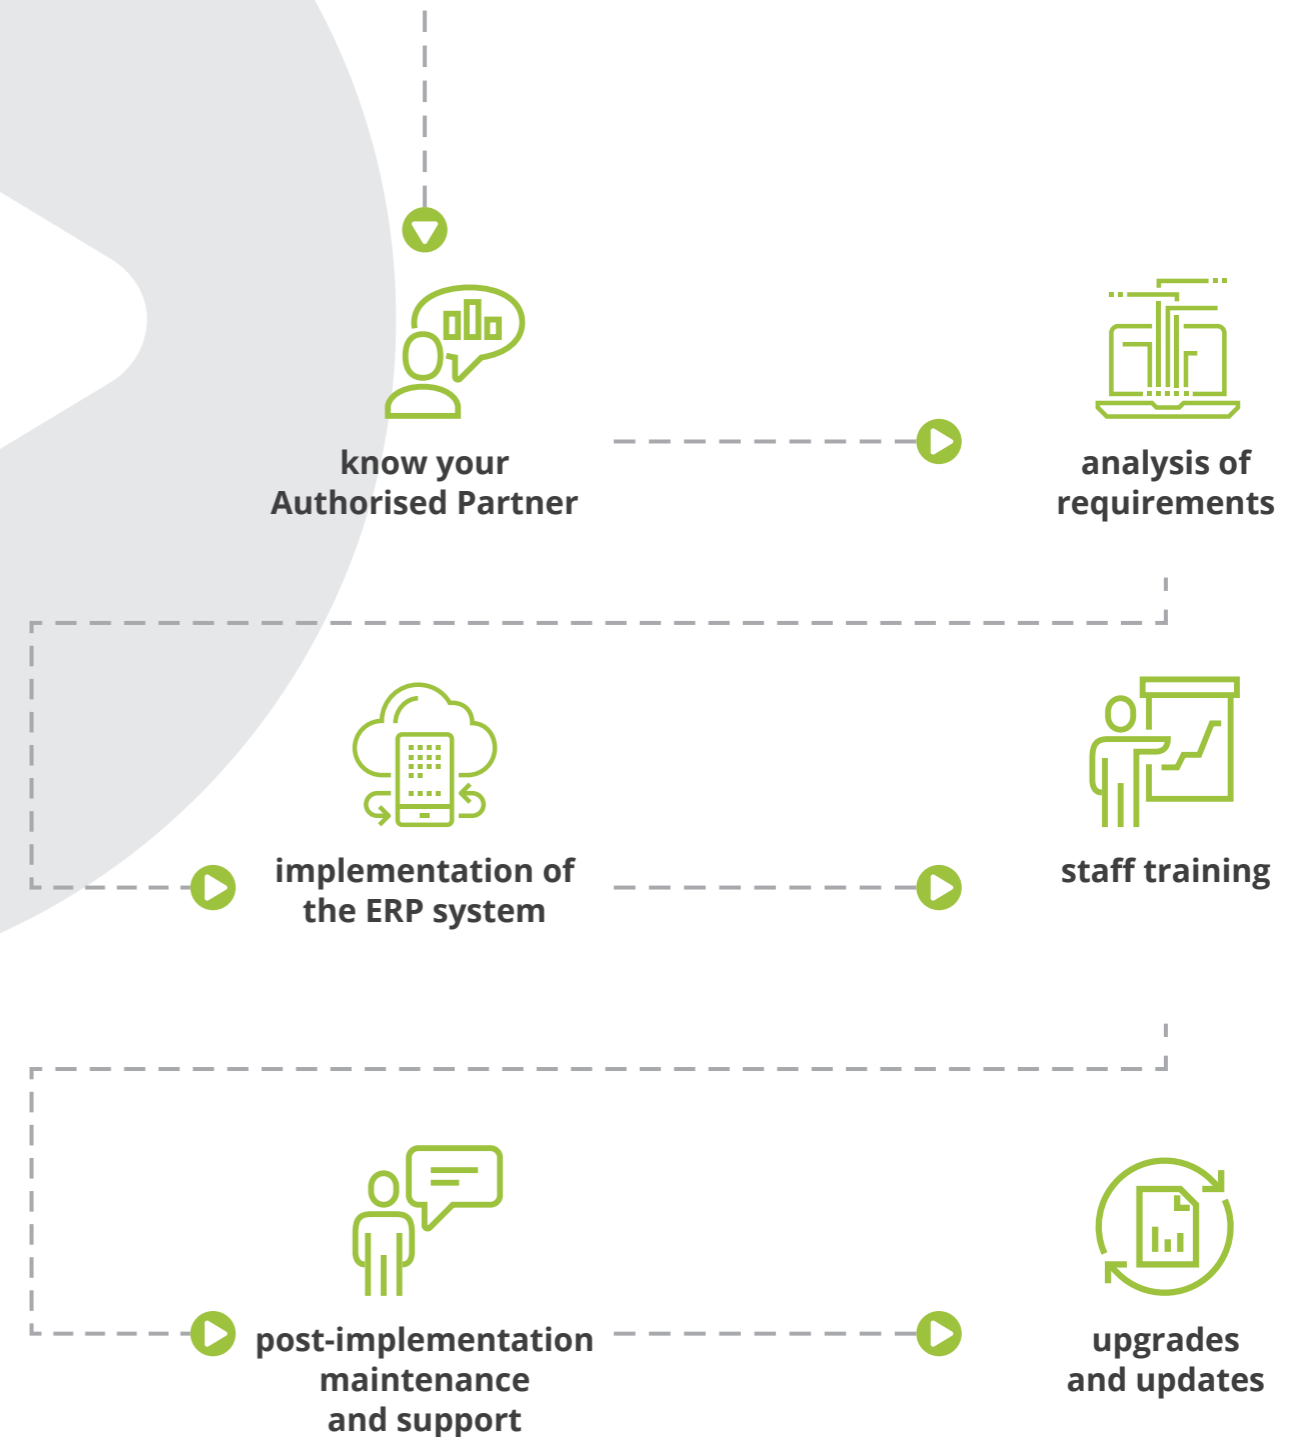 know your
Authorised Partner
analysis of
requirements
implementation of
the ERP system
staff training
post-implementation
maintenance
and support
upgrades
and updates